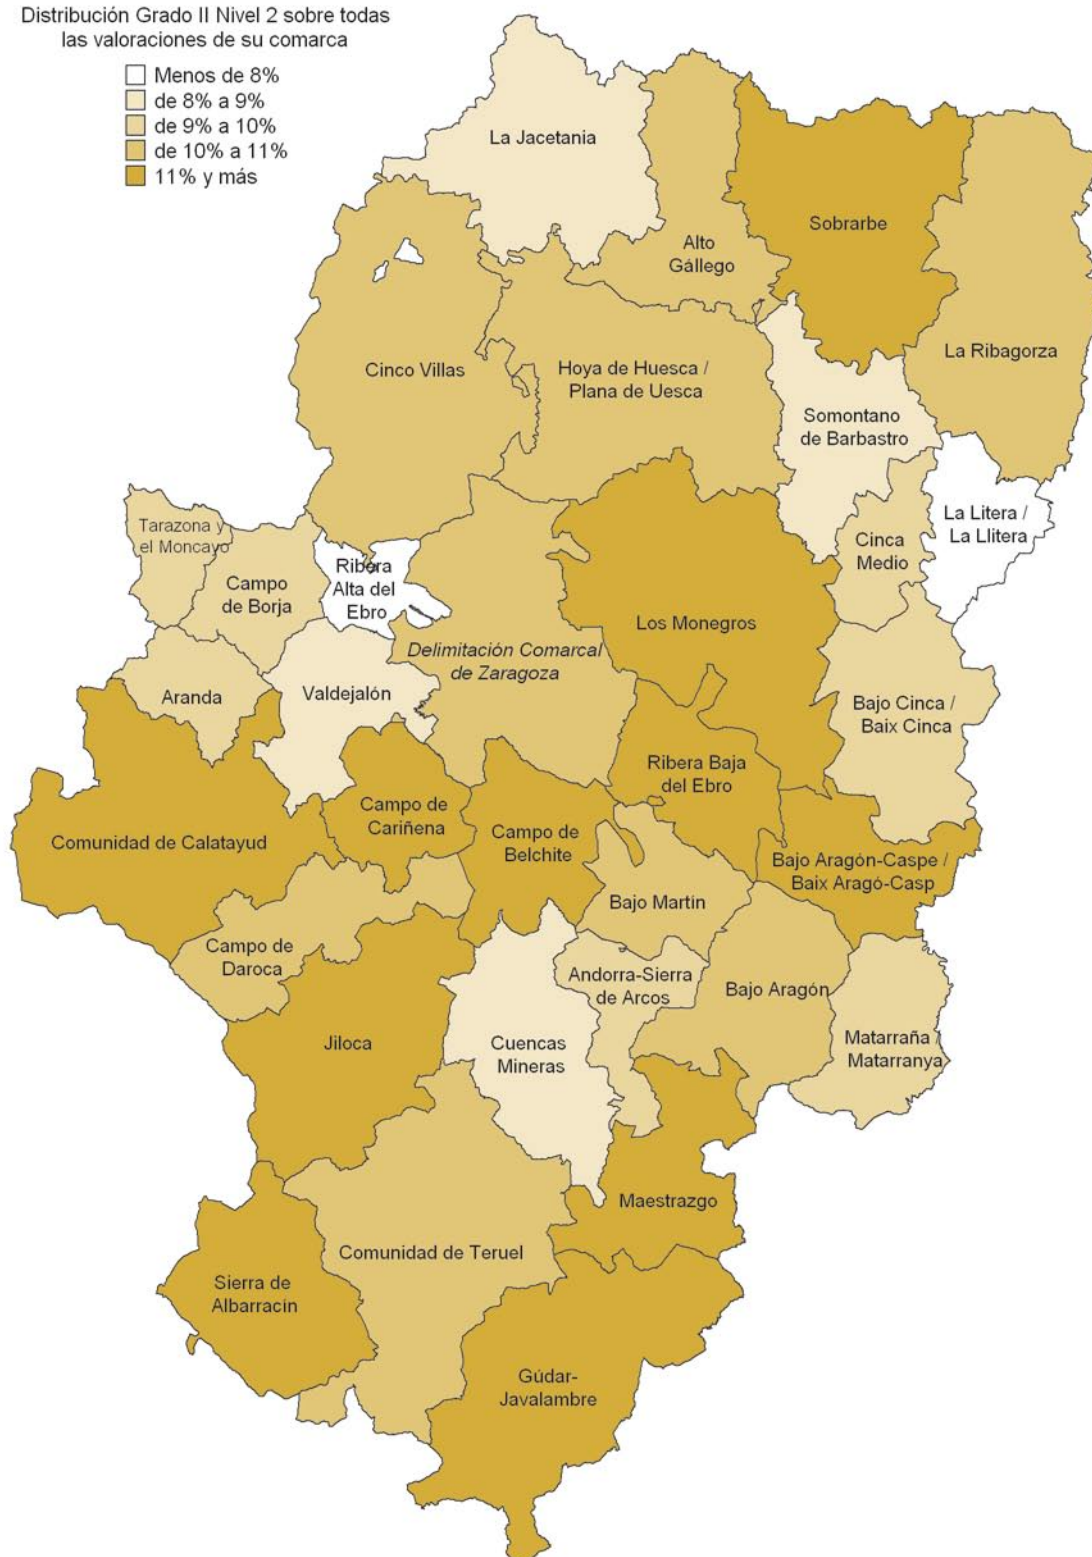 Distribución Grado II Nivel 2 sobre todas
las valoraciones de su comarca
Menos de 8%
de 8% a 9%
de 9% a 10%
de 10% a 11%
11% y más
La Jacetania
Alto
Gállego
Sobrarbe
La Ribagorza
Cinco Villas
Hoya de Huesca /
Plana de Uesca
Somontano
de Barbastro
La Litera /
La Llitera
Cinca
Medio
Tarazona y
el Moncayo
Campo
de Borja
Ribera
Alta del
Ebro
Los Monegros
Delimitación Comarcal
de Zaragoza
Aranda
Valdejalón
Bajo Cinca /
Baix Cinca
Ribera Baja
del Ebro
Comunidad de Calatayud
Campo de
Cariñena
Campo de
Belchite
Bajo Aragón-Caspe /
Baix Aragó-Casp
Bajo Martín
Campo de
Daroca
Andorra-Sierra
de Arcos
Bajo Aragón
Jiloca
Cuencas
Mineras
Matarraña /
Matarranya
Maestrazgo
Comunidad de Teruel
Sierra de
Albarracín
Gúdar-
Javalambre